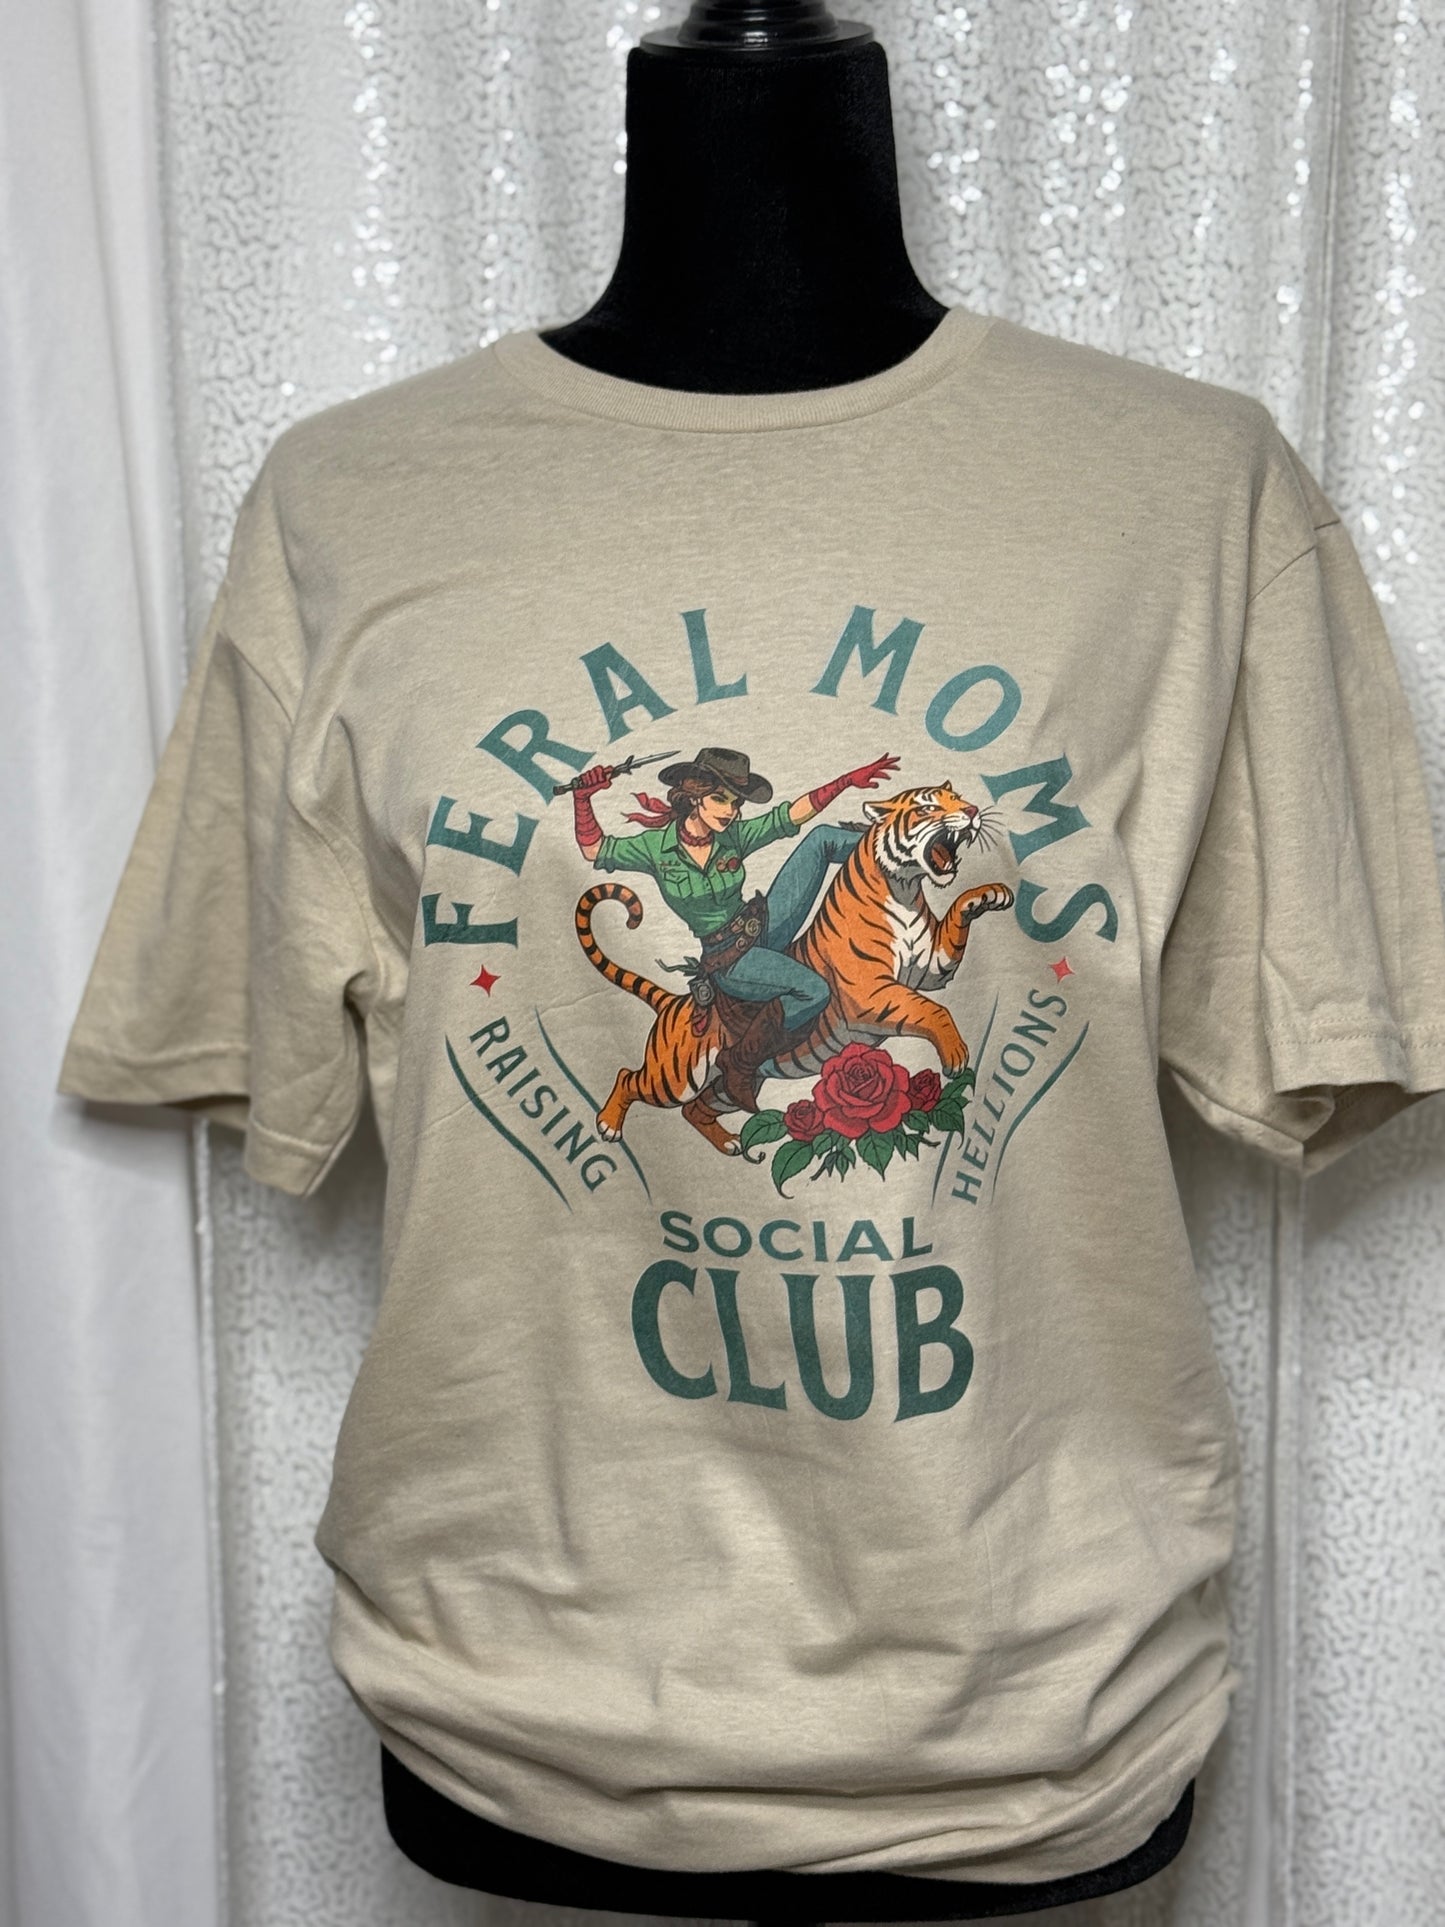 FERAL MOMS
RAISING
HELLIONS
SOCIAL
CLUB